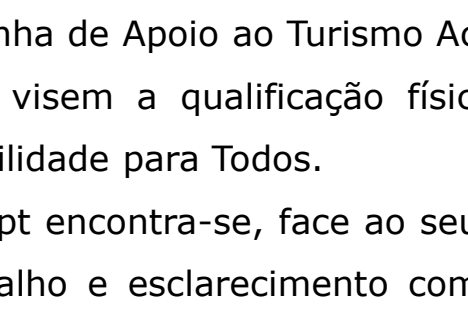 nha de Apoio ao Turismo Ac
visem a qualificação físic
ilidade para Todos.
pt encontra-se, face ao seu
alho e esclarecimento com